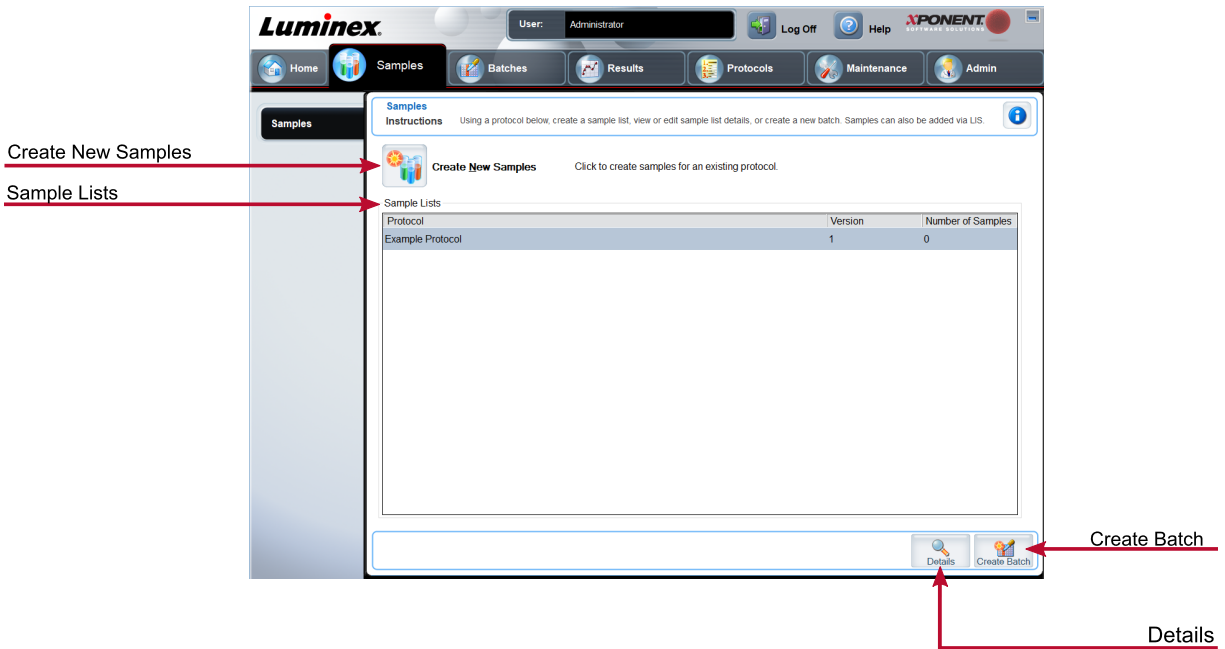 Luminex®
User: Administrator
Log Off
Help
XPONENT.
SOFTWARE SOLUTIONS
Home
Samples
Batches
Results
Protocols
Maintenance
Admin
Samples
Samples
Instructions Using a protocol below, create a sample list, view or edit sample list details, or create a new batch. Samples can also be added via LIS.
Create New Samples
Create New Samples Click to create samples for an existing protocol.
Sample Lists
Sample Lists
Protocol Version Number of Samples
Example Protocol 1 0
Details
Create Batch
Create Batch
Details